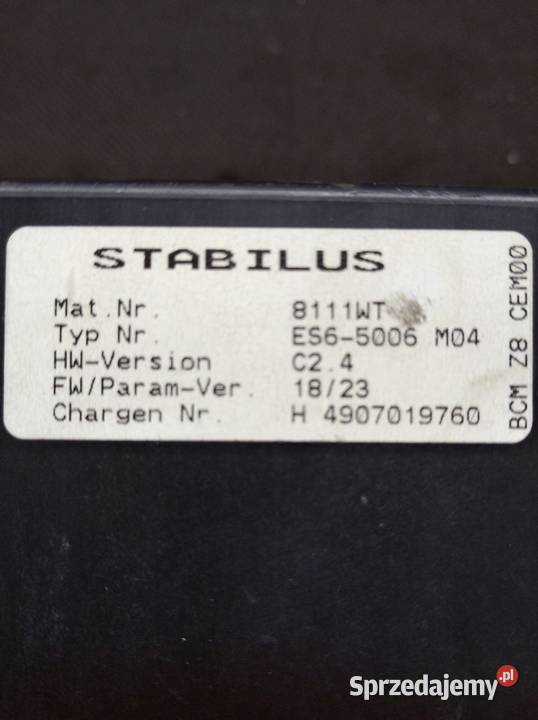 STABILUS
Mat.Nr. 8111WT
Typ Nr. ES6-5006 M04
HW-Version C2.4
FW/Param-Ver. 18/23
Chargen Nr. H 4907019760
BCM Z8 CEM00
Sprzedajemy.pl